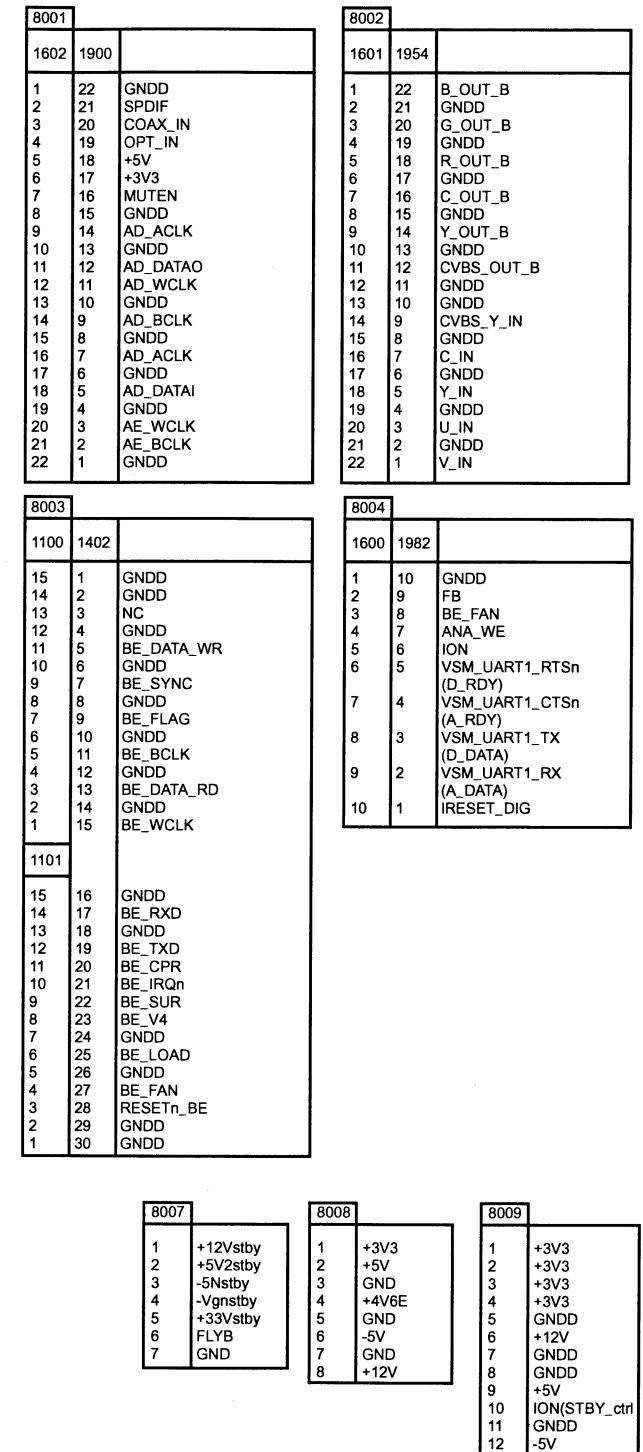 8001
1602 1900
1 22 GNDD
2 21 SPDIF
3 20 COAX_IN
4 19 OPT_IN
5 18 +5V
6 17 +3V3
7 16 MUTEN
8 15 GNDD
9 14 AD_ACLK
10 13 GNDD
11 12 AD_DATAO
12 11 AD_WCLK
13 10 GNDD
14 9 AD_BCLK
15 8 GNDD
16 7 AD_ACLK
17 6 GNDD
18 5 AD_DATAI
19 4 GNDD
20 3 AE_WCLK
21 2 AE_BCLK
22 1 GNDD
8002
1601 1954
1 22 B_OUT_B
2 21 GNDD
3 20 G_OUT_B
4 19 GNDD
5 18 R_OUT_B
6 17 GNDD
7 16 C_OUT_B
8 15 GNDD
9 14 Y_OUT_B
10 13 GNDD
11 12 CVBS_OUT_B
12 11 GNDD
13 10 GNDD
14 9 CVBS_Y_IN
15 8 GNDD
16 7 C_IN
17 6 GNDD
18 5 Y_IN
19 4 GNDD
20 3 U_IN
21 2 GNDD
22 1 V_IN
8003
1100 1402
15 1 GNDD
14 2 GNDD
13 3 NC
12 4 GNDD
11 5 BE_DATA_WR
10 6 GNDD
9 7 BE_SYNC
8 8 GNDD
7 9 BE_FLAG
6 10 GNDD
5 11 BE_BCLK
4 12 GNDD
3 13 BE_DATA_RD
2 14 GNDD
1 15 BE_WCLK
1101
15 16 GNDD
14 17 BE_RXD
13 18 GNDD
12 19 BE_TXD
11 20 BE_CPR
10 21 BE_IRQn
9 22 BE_SUR
8 23 BE_V4
7 24 GNDD
6 25 BE_LOAD
5 26 GNDD
4 27 BE_FAN
3 28 RESETn_BE
2 29 GNDD
1 30 GNDD
8004
1600 1982
1 10 GNDD
2 9 FB
3 8 BE_FAN
4 7 ANA_WE
5 6 ION
6 5 VSM_UART1_RTSn
(D_RDY)
7 4 VSM_UART1_CTSn
(A_RDY)
8 3 VSM_UART1_TX
(D_DATA)
9 2 VSM_UART1_RX
(A_DATA)
10 1 IRESET_DIG
8007
1 +12Vstby
2 +5V2stby
3 -5Nstby
4 -Vgnstby
5 +33Vstby
6 FLYB
7 GND
8008
1 +3V3
2 +5V
3 GND
4 +4V6E
5 GND
6 -5V
7 GND
8 +12V
8009
1 +3V3
2 +3V3
3 +3V3
4 +3V3
5 GNDD
6 +12V
7 GNDD
8 GNDD
9 +5V
10 ION(STBY_ctrl
11 GNDD
12 -5V